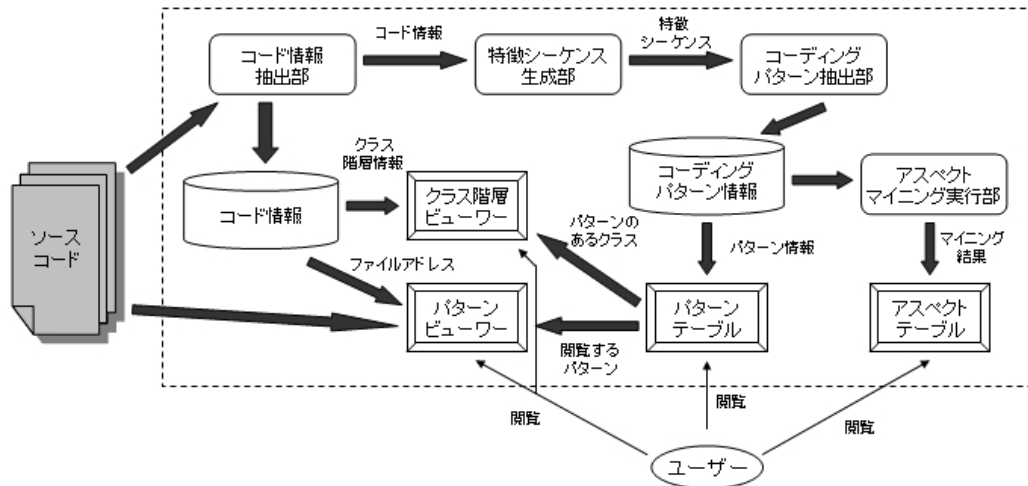 コード情報
抽出部
コード情報
特徴シーケンス
生成部
特徴
シーケンス
コーディング
パターン抽出部
クラス
階層情報
コード情報
クラス階層
ビューワー
コーディング
パターン情報
アスペクト
マイニング実行部
ソース
コード
パターンの
あるクラス
パターン情報
マイニング
結果
ファイルアドレス
パターン
ビューワー
パターン
テーブル
アスペクト
テーブル
閲覧する
パターン
閲覧
閲覧
閲覧
ユーザー